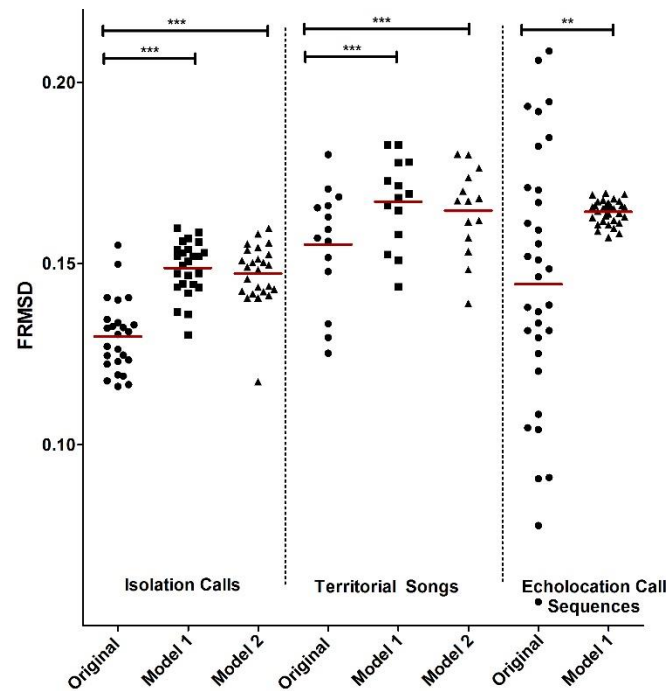 ***
***
**
***
***
0.20
0.15
0.10
FRMSD
Isolation Calls
Territorial Songs
Echolocation Call
Sequences
Original
Model 1
Model 2
Original
Model 1
Model 2
Original
Model 1